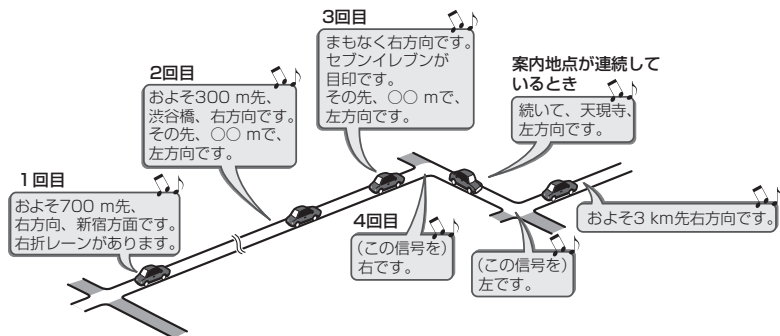 1回目
およそ700 m先、
右方向、新宿方面です。
右折レーンがあります。
2回目
およそ300 m先、
渋谷橋、右方向です。
その先、○○ mで、
左方向です。
3回目
まもなく右方向です。
セブンイレブンが
目印です。
その先、○○ mで、
左方向です。
4回目
(この信号を)
右です。
案内地点が連続して
いるとき
続いて、天現寺、
左方向です。
(この信号を)
左です。
およそ3 km先右方向です。